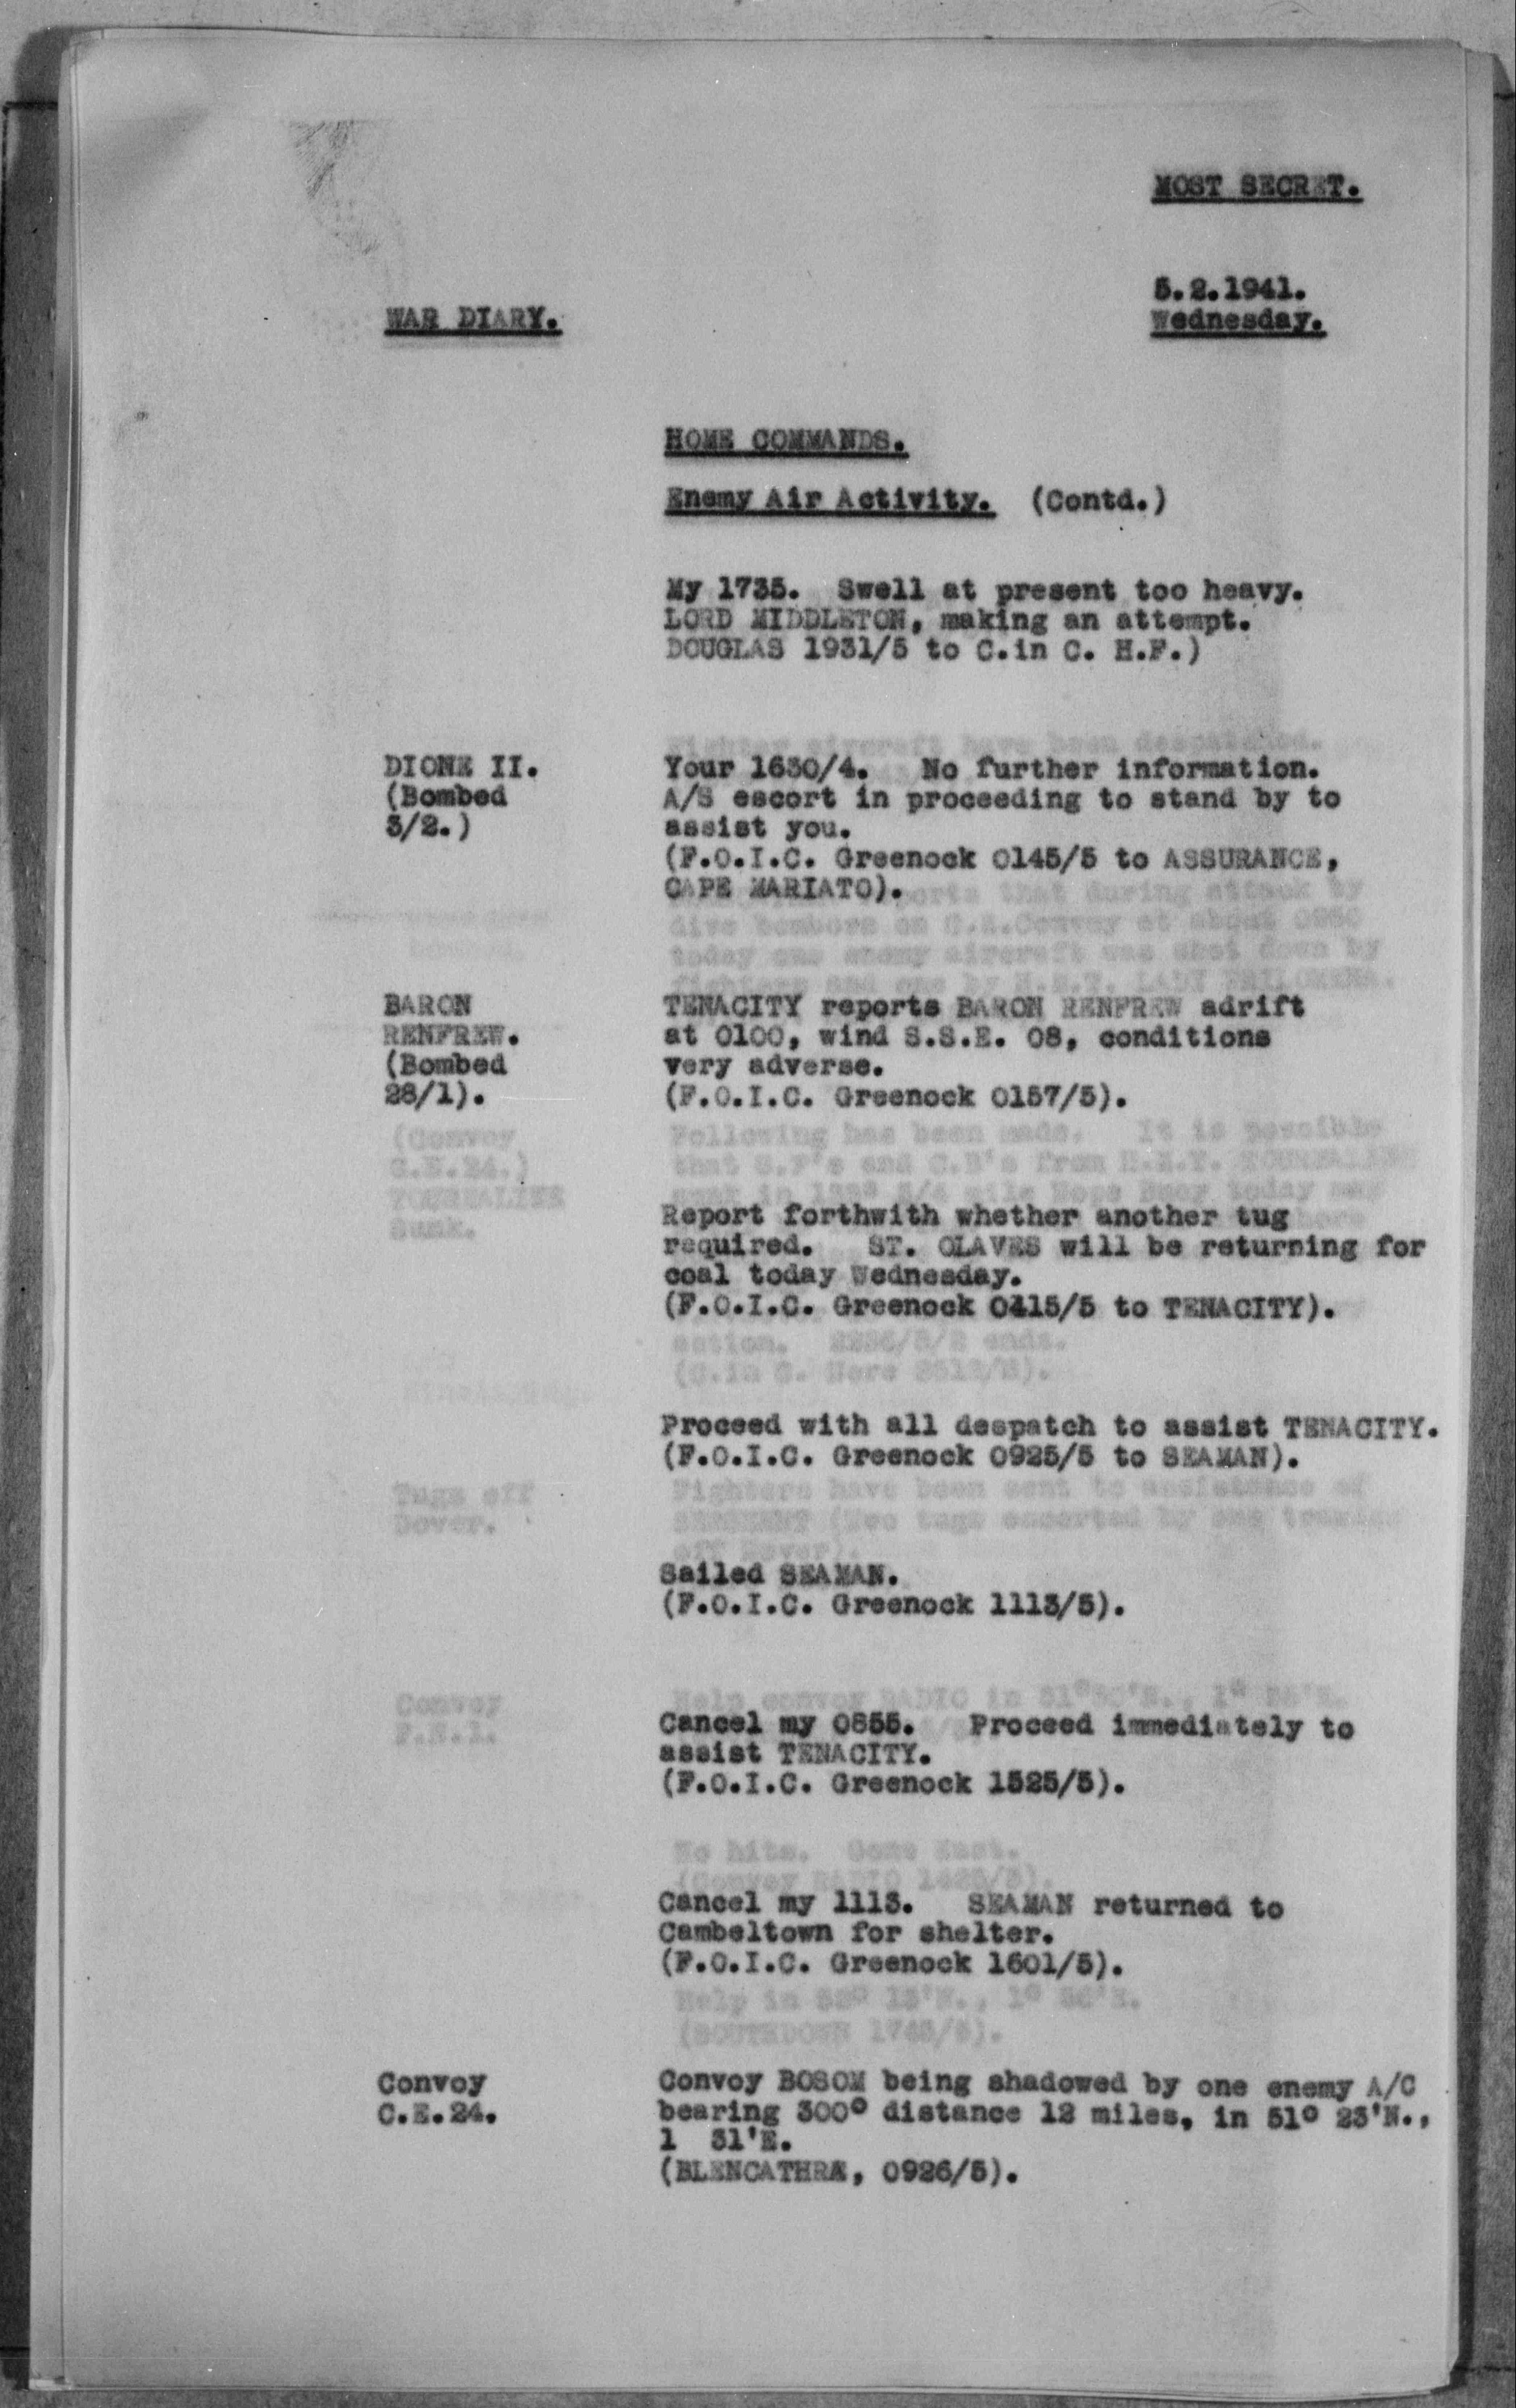 MOST SECRET.
5.2.1941.
WAR DIARY.
Wednesday.
HOME COMMANDS.
Enemy Air Activity. (Contd.)
My 1735. Swell at present too heavy.
LORD MIDDLETON, making an attempt.
DOUGLAS 1931/5 to C.in C. H.F.)
DIONE II.
(Bombed
3/2.)
Your 1630/4. No further information.
A/S escort in proceeding to stand by to
assist you.
(F.O.I.C. Greenock 0145/5 to ASSURANCE,
CAPE MARIATO).
BARON
RENFREW.
(Bombed
28/1).
TENACITY reports BARON RENFREW adrift
at 0100, wind S.S.E. 08, conditions
very adverse.
(F.O.I.C. Greenock 0157/5).
Report forthwith whether another tug
required. ST. OLAVES will be returning for
coal today Wednesday.
(F.O.I.C. Greenock 0415/5 to TENACITY).
Proceed with all despatch to assist TENACITY.
(F.O.I.C. Greenock 0925/5 to SEAMAN).
Sailed SEAMAN.
(F.O.I.C. Greenock 1113/5).
Cancel my 0855. Proceed immediately to
assist TENACITY.
(F.O.I.C. Greenock 1525/5).
Cancel my 1113. SEAMAN returned to
Cambeltown for shelter.
(F.O.I.C. Greenock 1601/5).
Convoy
C.E.24.
Convoy BOSOM being shadowed by one enemy A/C
bearing 300° distance 12 miles, in 51° 23'N.,
1 31'E.
(BLENCATHRA, 0926/5).